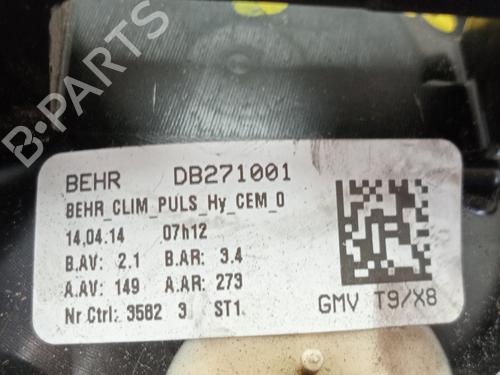 BEHR DB271001
BEHR_CLIM_PULS_Hy_CEM_0
14.04.14 07h12
B.AV: 2.1 B.AR: 3.4
A.AV: 149 A.AR: 273
Nr Ctrl: 3582 3 ST1
GMV T9/X8
B-PARTS